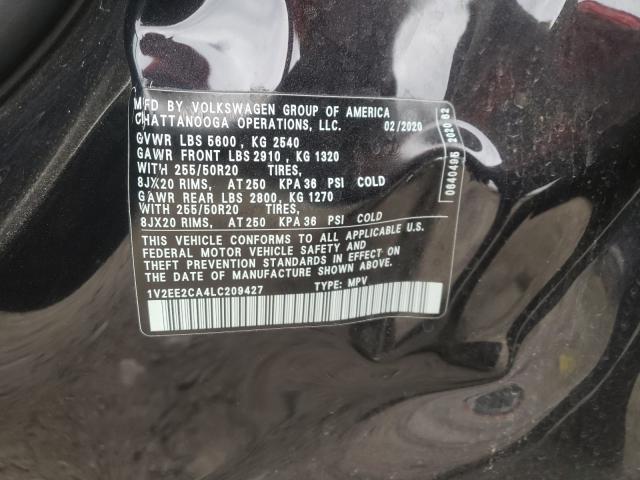 MFD BY VOLKSWAGEN GROUP OF AMERICA
CHATTANOOGA OPERATIONS, LLC. 02/2020
GVWR LBS 5600 , KG 2540
GAWR FRONT LBS 2910 , KG 1320
WITH 255/50R20 TIRES,
8JX20 RIMS, AT 250 KPA 36 PSI COLD
GAWR REAR LBS 2800 , KG 1270
WITH 255/50R20 TIRES,
8JX20 RIMS, AT 250 KPA 36 PSI COLD
THIS VEHICLE CONFORMS TO ALL APPLICABLE U.S.
FEDERAL MOTOR VEHICLE SAFETY AND
THEFT PREVENTION STANDARDS IN EFFECT ON
THE DATE OF MANUFACTURE SHOWN ABOVE.
1V2EE2CA4LC209427 TYPE: MPV
0640495 2020 62